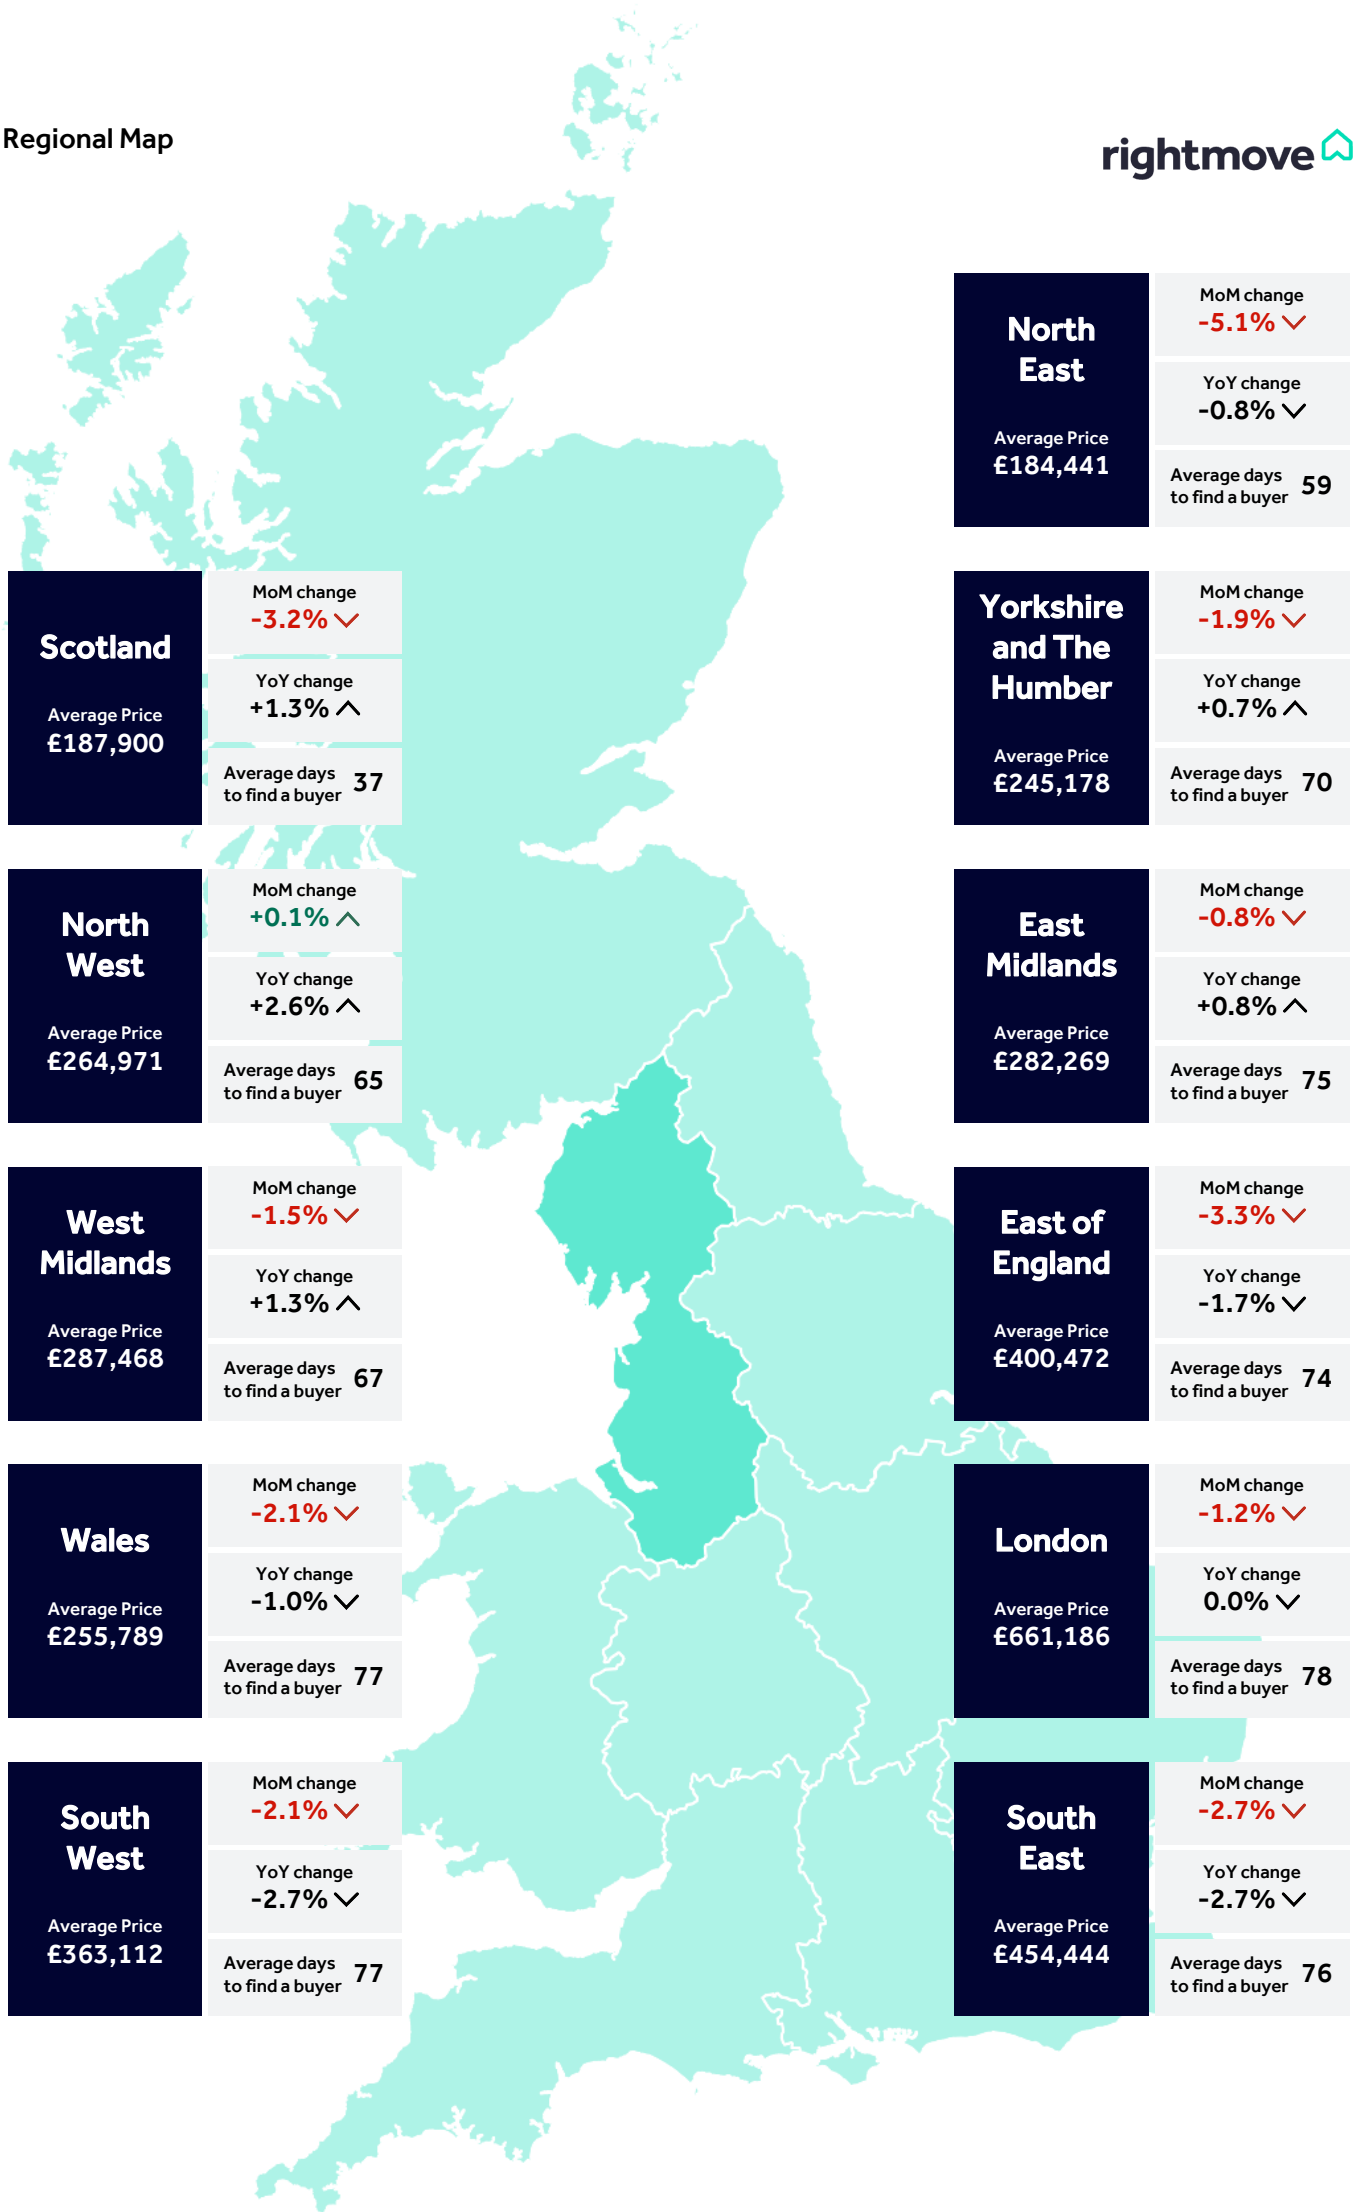 Regional Map
rightmove
North
East
Average Price
£184,441
MoM change
-5.1%
YoY change
-0.8%
Average days
to find a buyer
59
Scotland
Average Price
£187,900
MoM change
-3.2%
YoY change
+1.3%
Average days
to find a buyer
37
Yorkshire
and The
Humber
Average Price
£245,178
MoM change
-1.9%
YoY change
+0.7%
Average days
to find a buyer
70
North
West
Average Price
£264,971
MoM change
+0.1%
YoY change
+2.6%
Average days
to find a buyer
65
East
Midlands
Average Price
£282,269
MoM change
-0.8%
YoY change
+0.8%
Average days
to find a buyer
75
West
Midlands
Average Price
£287,468
MoM change
-1.5%
YoY change
+1.3%
Average days
to find a buyer
67
East of
England
Average Price
£400,472
MoM change
-3.3%
YoY change
-1.7%
Average days
to find a buyer
74
Wales
Average Price
£255,789
MoM change
-2.1%
YoY change
-1.0%
Average days
to find a buyer
77
London
Average Price
£661,186
MoM change
-1.2%
YoY change
0.0%
Average days
to find a buyer
78
South
West
Average Price
£363,112
MoM change
-2.1%
YoY change
-2.7%
Average days
to find a buyer
77
South
East
Average Price
£454,444
MoM change
-2.7%
YoY change
-2.7%
Average days
to find a buyer
76